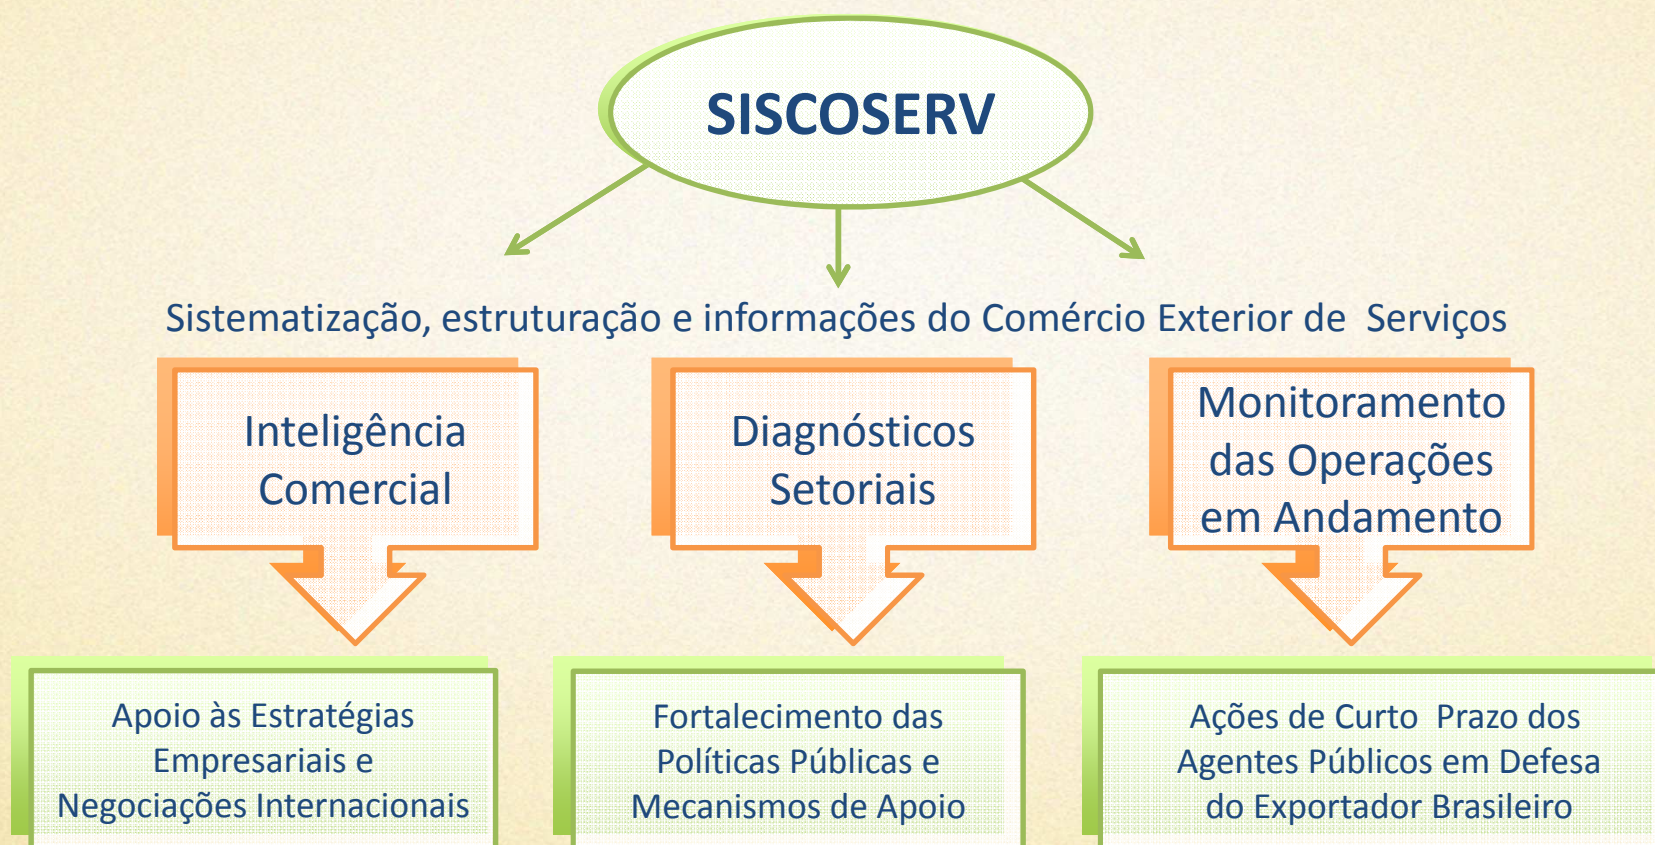 SISCOSERV
Sistematização, estruturação e informações do Comércio Exterior de Serviços
Inteligência
Comercial
Diagnósticos
Setoriais
Monitoramento
das Operações
em Andamento
Apoio às Estratégias
Empresariais e
Negociações Internacionais
Fortalecimento das
Políticas Públicas e
Mecanismos de Apoio
Ações de Curto Prazo dos
Agentes Públicos em Defesa
do Exportador Brasileiro